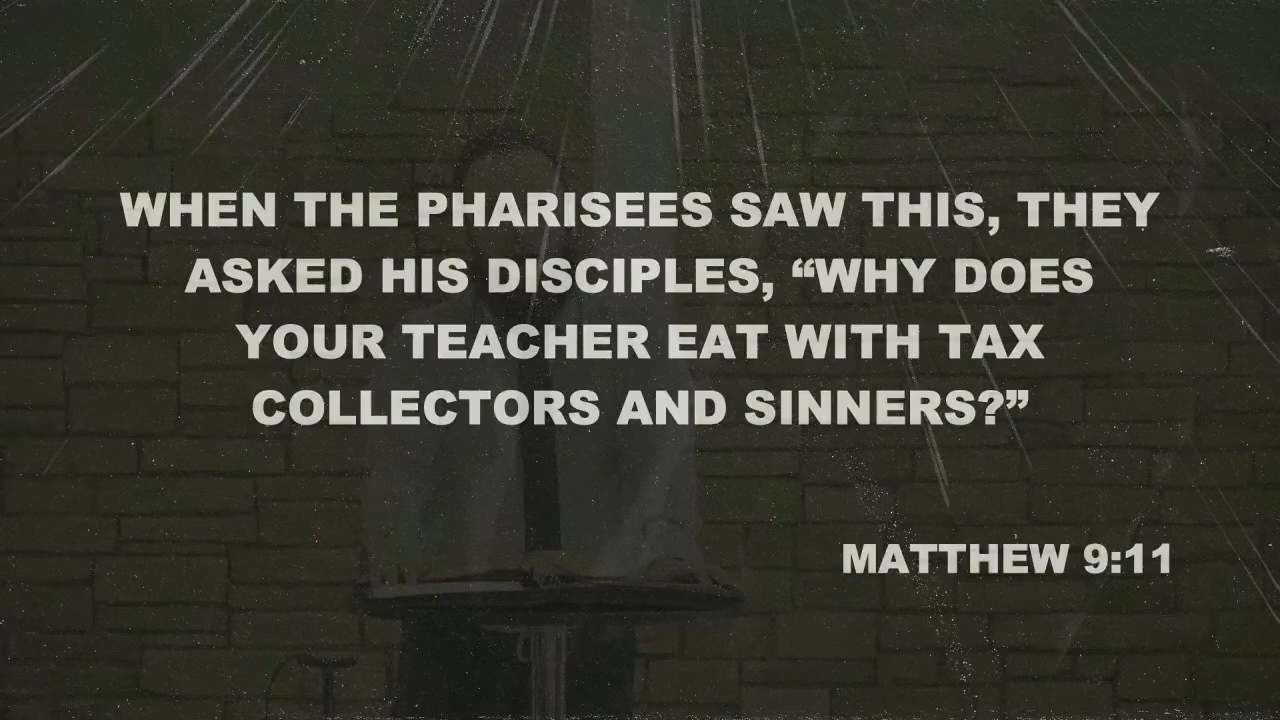 WHEN THE PHARISEES SAW THIS, THEY
ASKED HIS DISCIPLES, “WHY DOES
YOUR TEACHER EAT WITH TAX
COLLECTORS AND SINNERS?”
MATTHEW 9:11